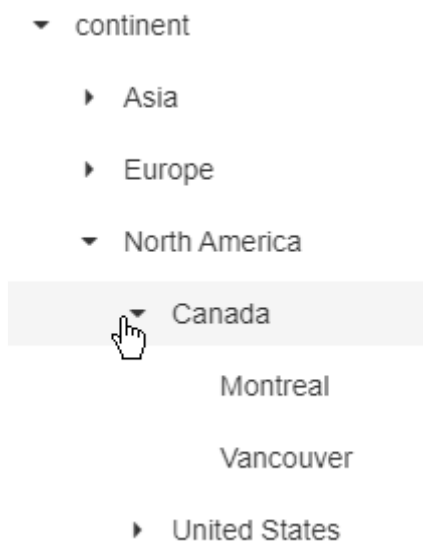 continent
Asia
Europe
North America
Canada
Montreal
Vancouver
United States